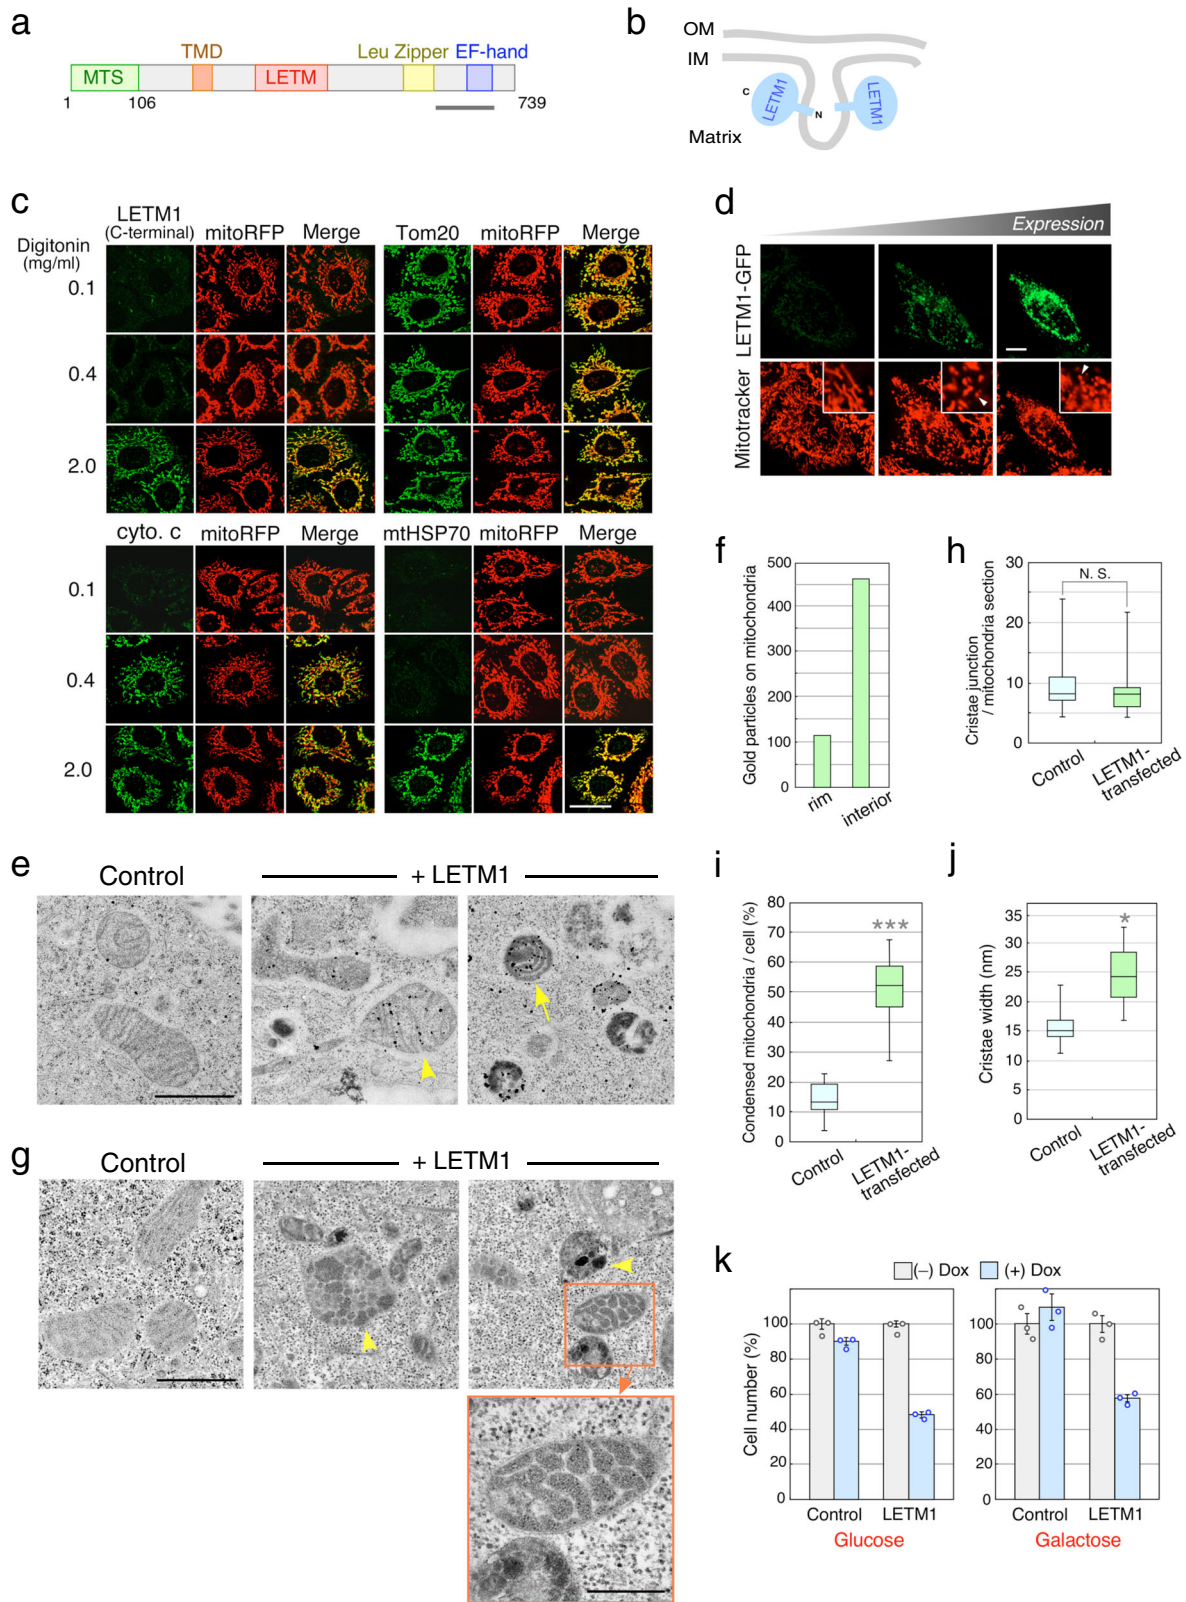 a
TMD Leu Zipper EF-hand
MTS LETM
1 106 739
b
OM
IM
C LETM1 N LETM1
Matrix
c
LETM1 (C-terminal) mitoRFP Merge Tom20 mitoRFP Merge
Digitonin (mg/ml)
0.1
0.4
2.0
cyto. c mitoRFP Merge mtHSP70 mitoRFP Merge
0.1
0.4
2.0
d
Expression
LETM1-GFP
Mitotracker
f
Gold particles on mitochondria
500
400
300
400
200
100
0
rim interior
h
Cristae junction
/ mitochondria section
30
20
10
0
N. S.
Control LETM1-transfected
e
Control + LETM1
g
Control + LETM1
i
Condensed mitochondria / cell (%)
80
70
60
50
40
30
20
10
0
***
Control LETM1-transfected
j
Cristae width (nm)
35
30
25
20
15
10
5
0
*
Control LETM1-transfected
k
(–) Dox (+) Dox
Cell number (%)
100
80
60
40
20
0
Control LETM1
Glucose
100
80
60
40
20
0
Control LETM1
Galactose